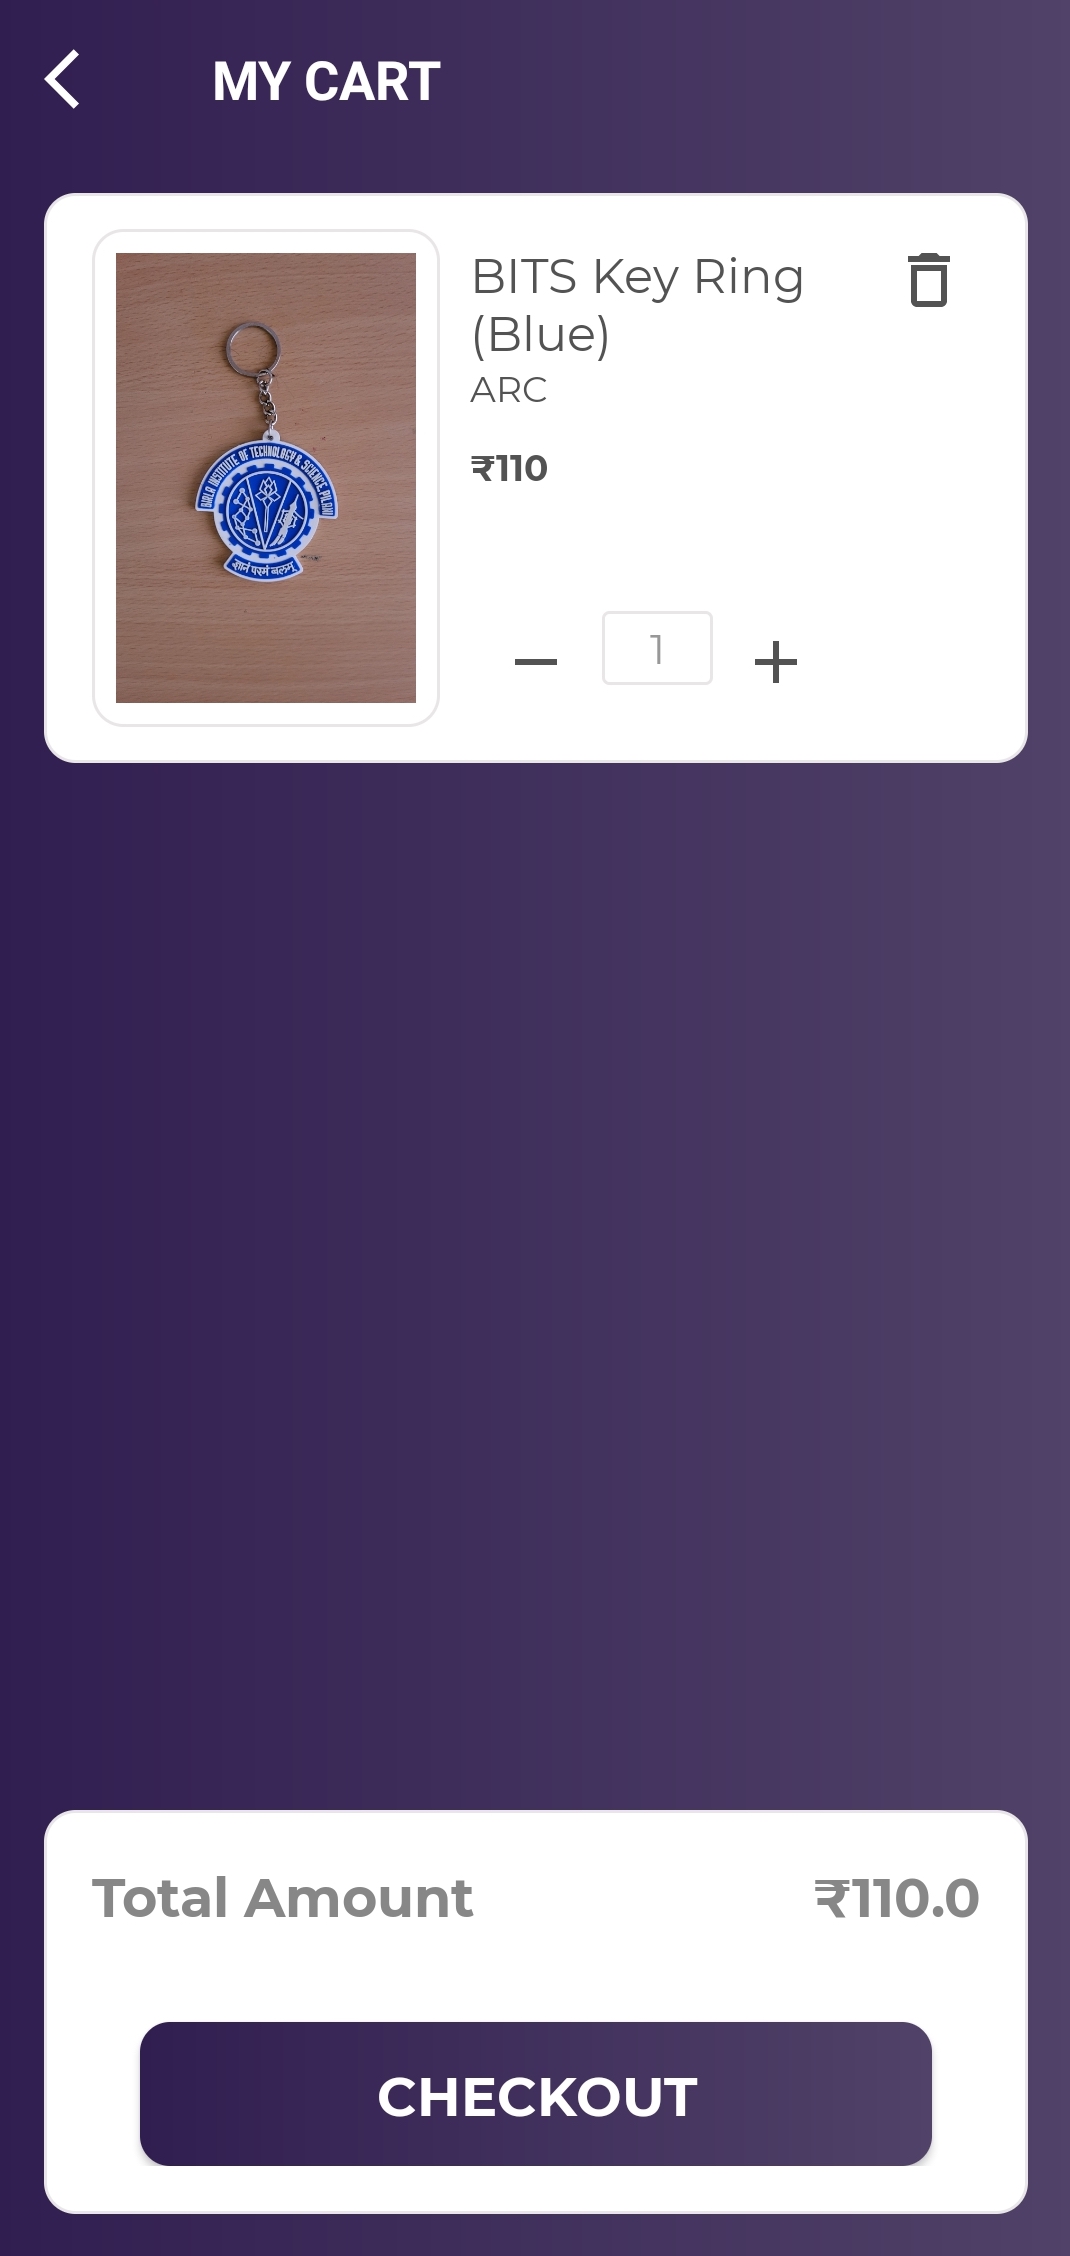 MY CART
BITS Key Ring
(Blue)
ARC
₹110
BIRLA INSTITUTE OF TECHNOLOGY & SCIENCE PILANI
ज्ञानं परमं बलम्
1
Total Amount ₹110.0
CHECKOUT